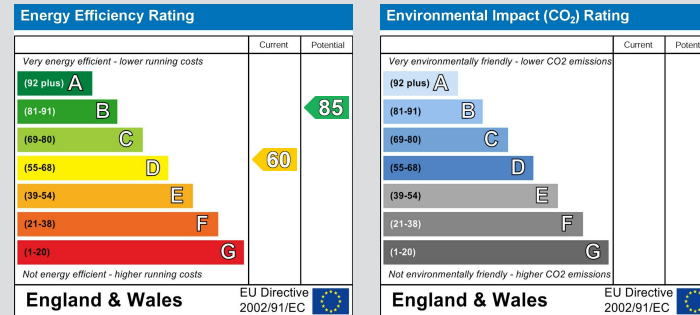 Energy Efficiency Rating
Current Potential
Very energy efficient - lower running costs
(92 plus) A
(81-91) B
85
(69-80) C
(55-68) D
60
(39-54) E
(21-38) F
(1-20) G
Not energy efficient - higher running costs
England & Wales
EU Directive
2002/91/EC
Environmental Impact (CO₂) Rating
Current Potent
Very environmentally friendly - lower CO2 emissions
(92 plus) A
(81-91) B
(69-80) C
(55-68) D
(39-54) E
(21-38) F
(1-20) G
Not environmentally friendly - higher CO2 emissions
England & Wales
EU Directive
2002/91/EC